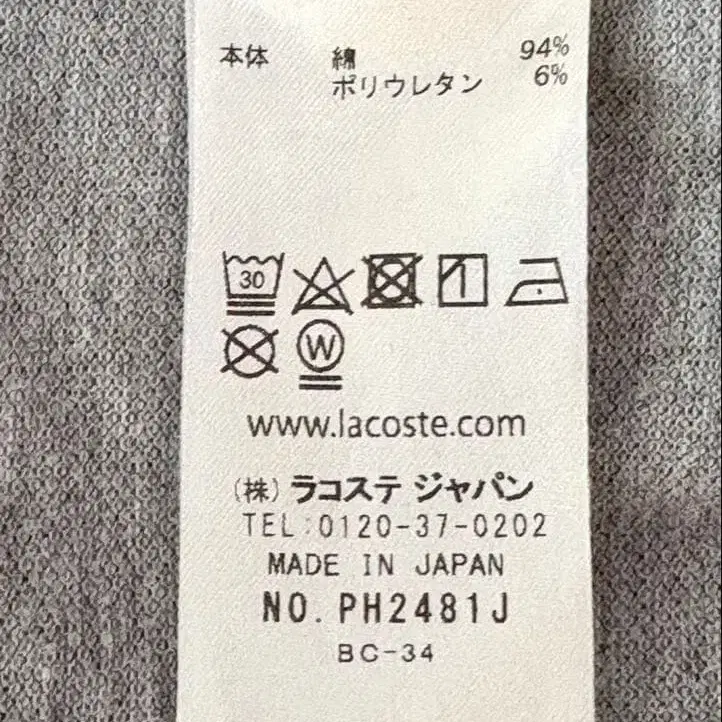 本体 綿 94%
ポリウレタン 6%
30
W
www.lacoste.com
(株) ラコステ ジャパン
TEL:0120-37-0202
MADE IN JAPAN
NO. PH2481J
BC-34